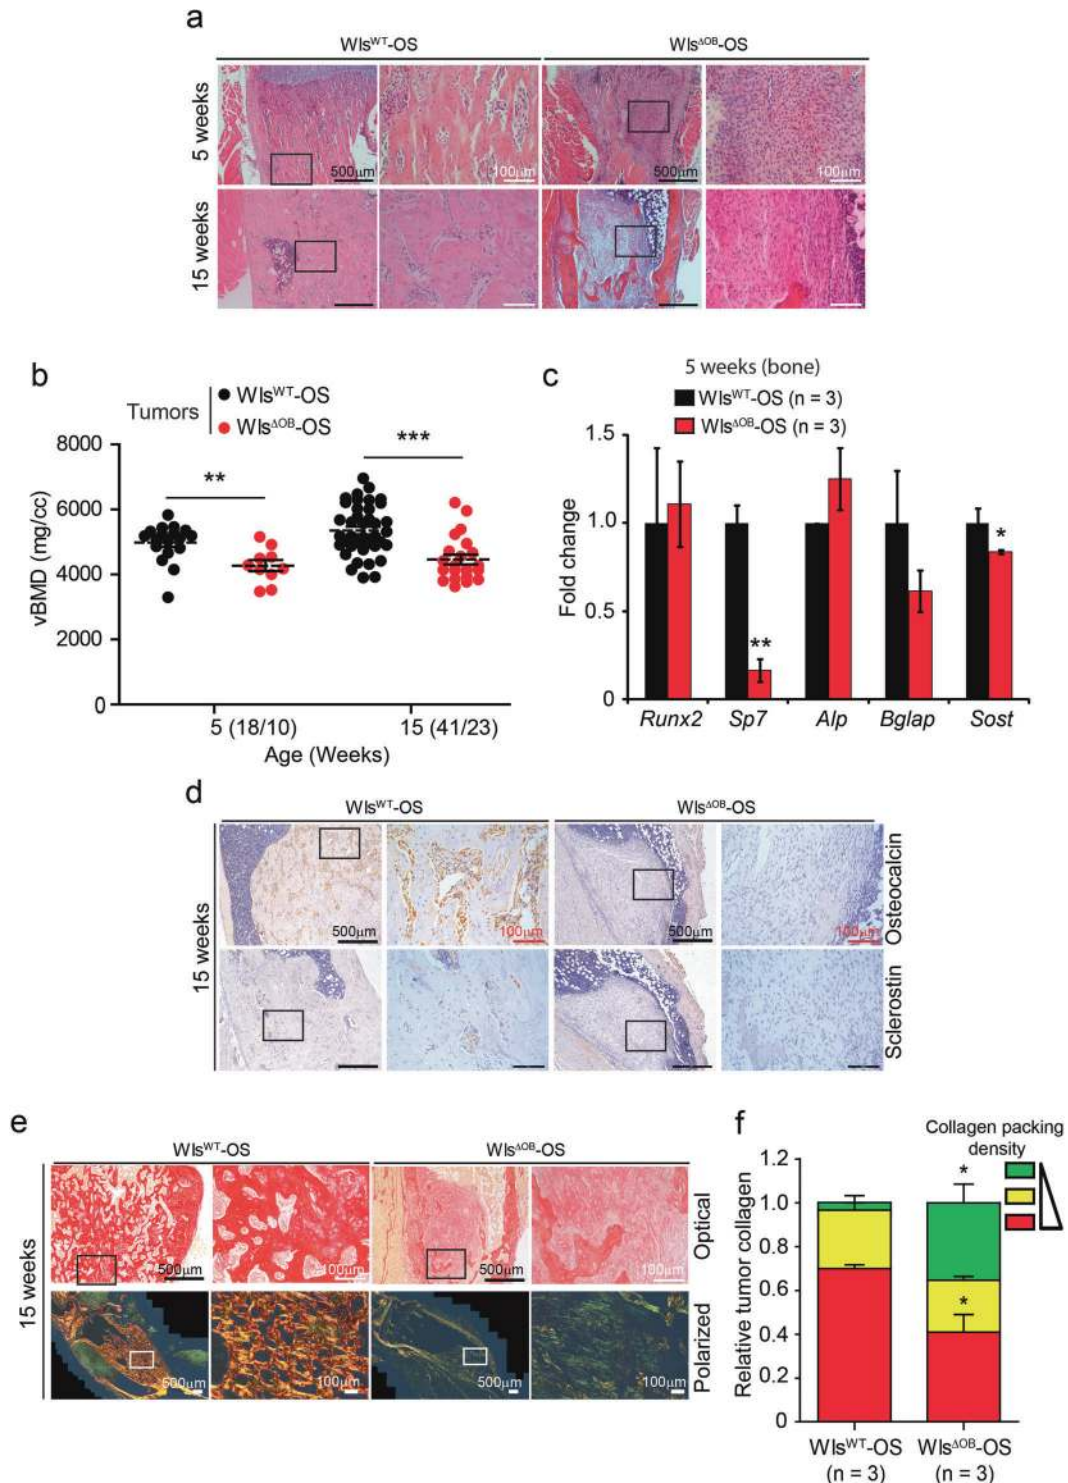 a
Wls^WT-OS
Wls^ΔOB-OS
5 weeks
500μm
100μm
500μm
100μm
15 weeks
b
Tumors
Wls^WT-OS
Wls^ΔOB-OS
vBMD (mg/cc)
8000
6000
4000
2000
0
**
***
5 (18/10)
15 (41/23)
Age (Weeks)
c
5 weeks (bone)
Wls^WT-OS (n = 3)
Wls^ΔOB-OS (n = 3)
Fold change
1.5
1.0
0.5
0
**
*
Runx2
Sp7
Alp
Bglap
Sost
d
Wls^WT-OS
Wls^ΔOB-OS
15 weeks
500μm
100μm
500μm
100μm
Osteocalcin
Sclerostin
e
Wls^WT-OS
Wls^ΔOB-OS
15 weeks
500μm
100μm
500μm
100μm
Optical
500μm
100μm
500μm
100μm
Polarized
f
Collagen packing
density
Relative tumor collagen
1.2
1.0
0.8
0.6
0.4
0.2
0
*
*
Wls^WT-OS
(n = 3)
Wls^ΔOB-OS
(n = 3)